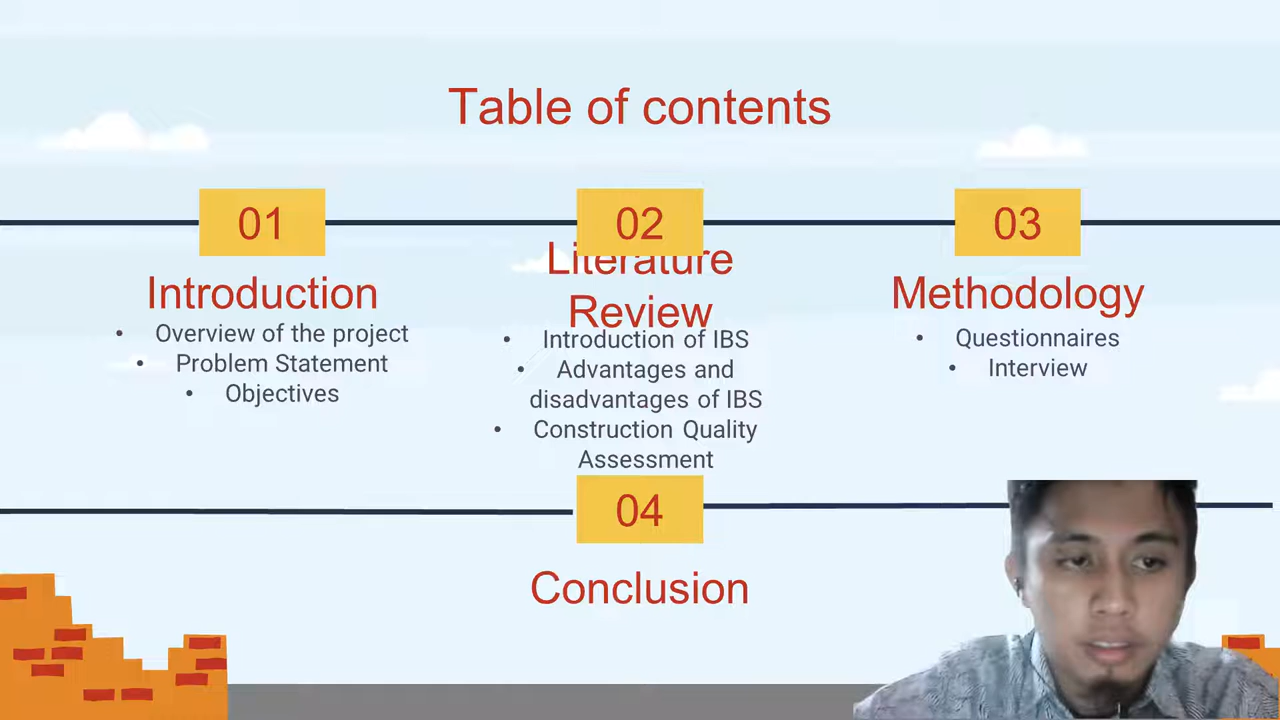 Table of contents
01
Introduction
• Overview of the project
• Problem Statement
• Objectives
02
Literature
Review
• Introduction of IBS
• Advantages and
disadvantages of IBS
• Construction Quality
Assessment
03
Methodology
• Questionnaires
• Interview
04
Conclusion